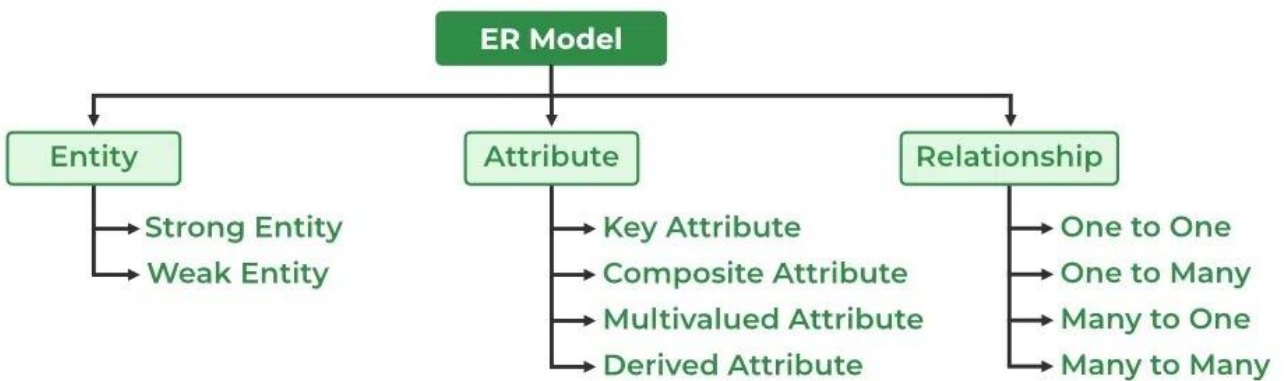 ER Model
Entity
Strong Entity
Weak Entity
Attribute
Key Attribute
Composite Attribute
Multivalued Attribute
Derived Attribute
Relationship
One to One
One to Many
Many to One
Many to Many